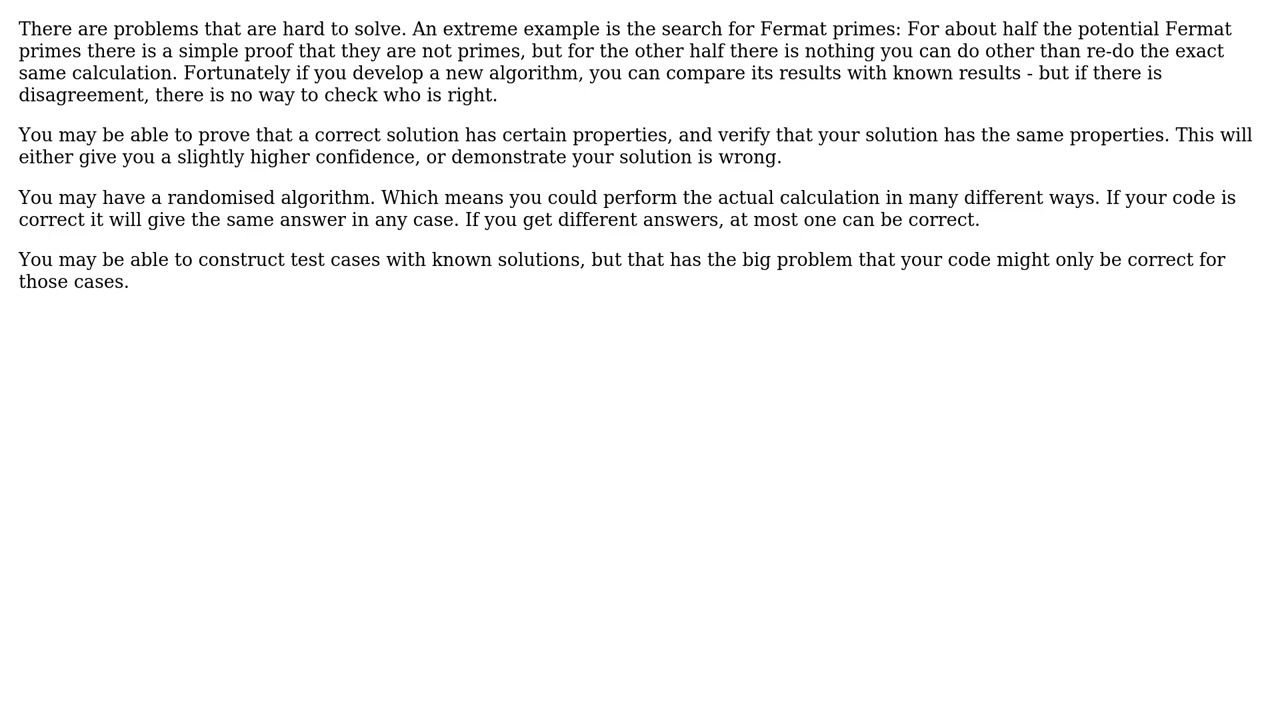 There are problems that are hard to solve. An extreme example is the search for Fermat primes: For about half the potential Fermat
primes there is a simple proof that they are not primes, but for the other half there is nothing you can do other than re-do the exact
same calculation. Fortunately if you develop a new algorithm, you can compare its results with known results - but if there is
disagreement, there is no way to check who is right.
You may be able to prove that a correct solution has certain properties, and verify that your solution has the same properties. This will
either give you a slightly higher confidence, or demonstrate your solution is wrong.
You may have a randomised algorithm. Which means you could perform the actual calculation in many different ways. If your code is
correct it will give the same answer in any case. If you get different answers, at most one can be correct.
You may be able to construct test cases with known solutions, but that has the big problem that your code might only be correct for
those cases.